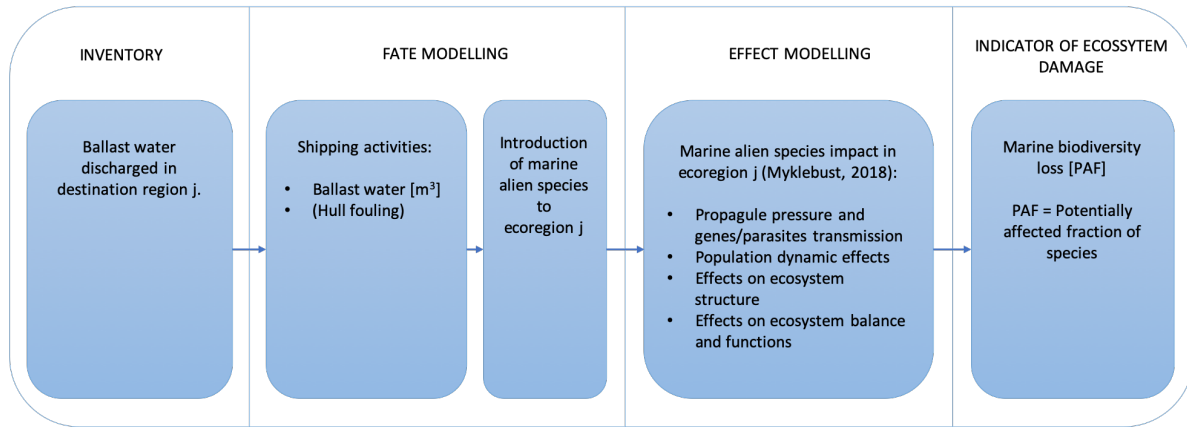 INVENTORY
Ballast water
discharged in
destination region j.
FATE MODELLING
Shipping activities:
• Ballast water [m³]
• (Hull fouling)
Introduction
of marine
alien species
to
ecoregion j
EFFECT MODELLING
Marine alien species impact in
ecoregion j (Myklebust, 2018):
• Propagule pressure and
genes/parasites transmission
• Population dynamic effects
• Effects on ecosystem
structure
• Effects on ecosystem balance
and functions
INDICATOR OF ECOSSYTEM
DAMAGE
Marine biodiversity
loss [PAF]
PAF = Potentially
affected fraction of
species